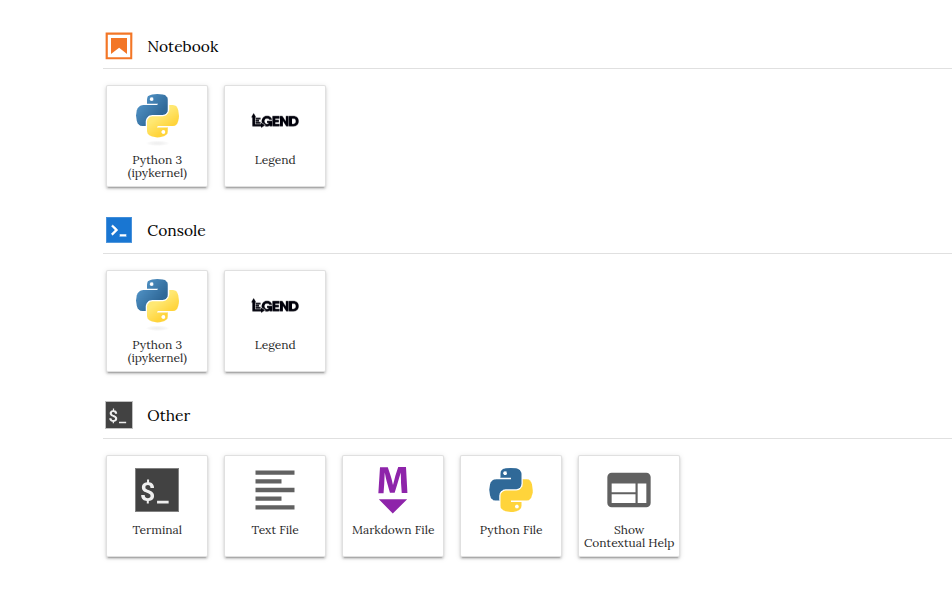 Notebook
Python 3
(ipykernel)
LEGEND
Legend
Console
Python 3
(ipykernel)
LEGEND
Legend
$_ Other
$_
Terminal
Text File
M
Markdown File
Python File
Show
Contextual Help